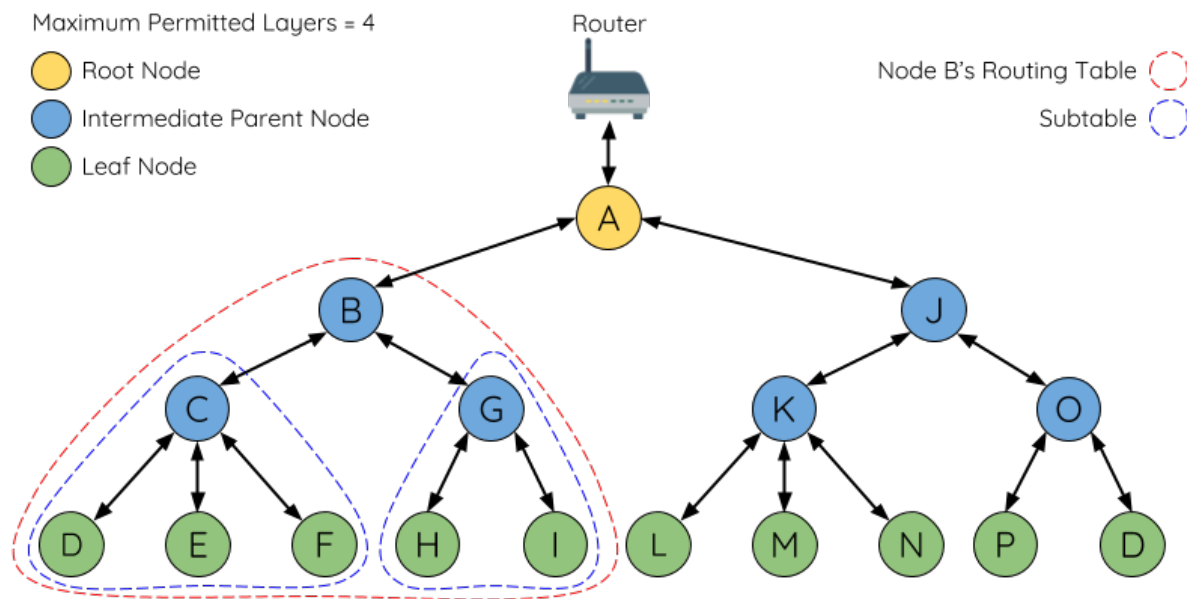 Maximum Permitted Layers = 4
Router
Root Node
Node B's Routing Table
Intermediate Parent Node
Subtable
Leaf Node
A
B
J
C
G
K
O
D
E
F
H
I
L
M
N
P
D